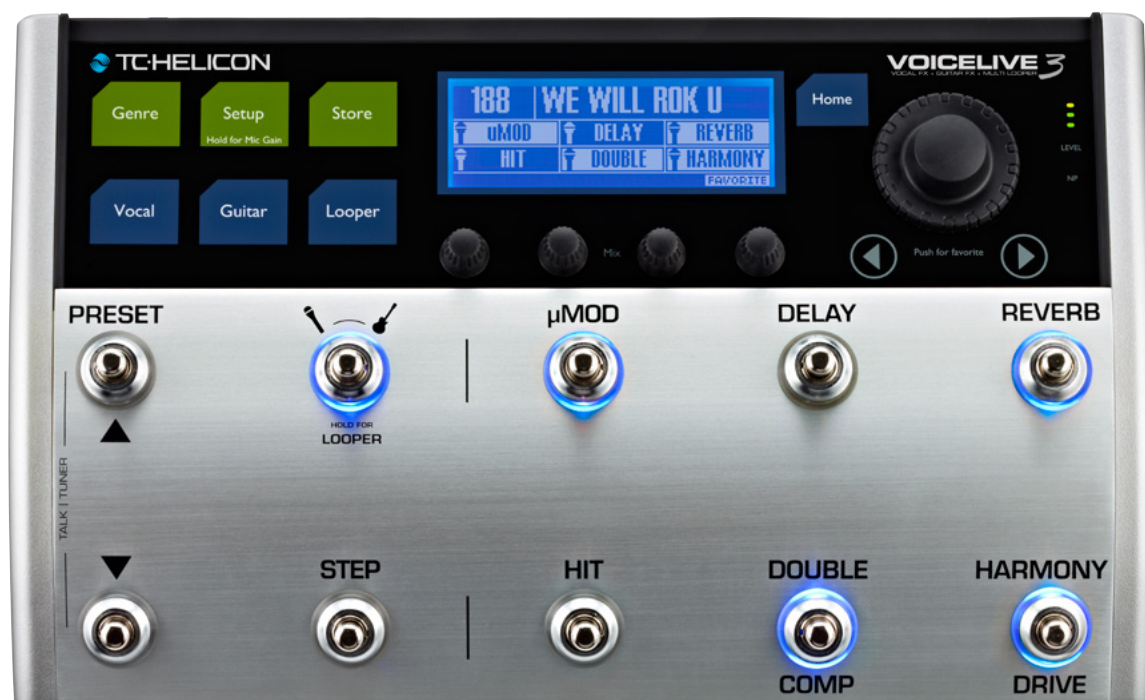 TC·HELICON
VOICELIVE 3
VOCAL FX • GUITAR FX • MULTI LOOPER
Genre
Setup
Hold for Mic Gain
Store
188 WE WILL ROK U
µMOD DELAY REVERB
HIT DOUBLE HARMONY
FAVORITE
Home
LEVEL
Vocal
Guitar
Looper
Mix
Push for favorite
PRESET
µMOD
DELAY
REVERB
HOLD FOR
LOOPER
TALK | TUNER
STEP
HIT
DOUBLE
HARMONY
COMP
DRIVE